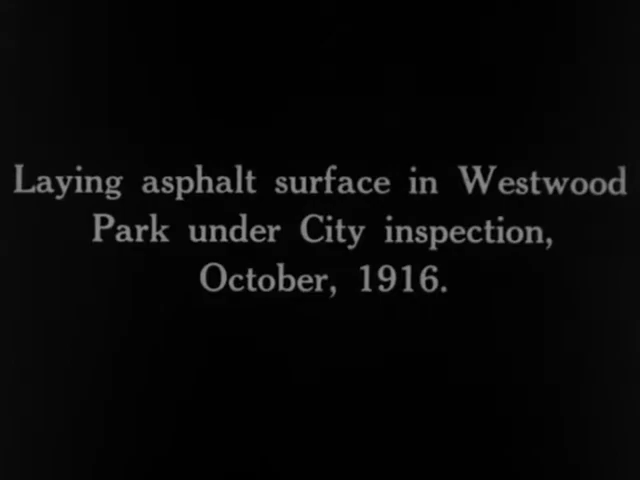 Laying asphalt surface in Westwood
Park under City inspection,
October, 1916.